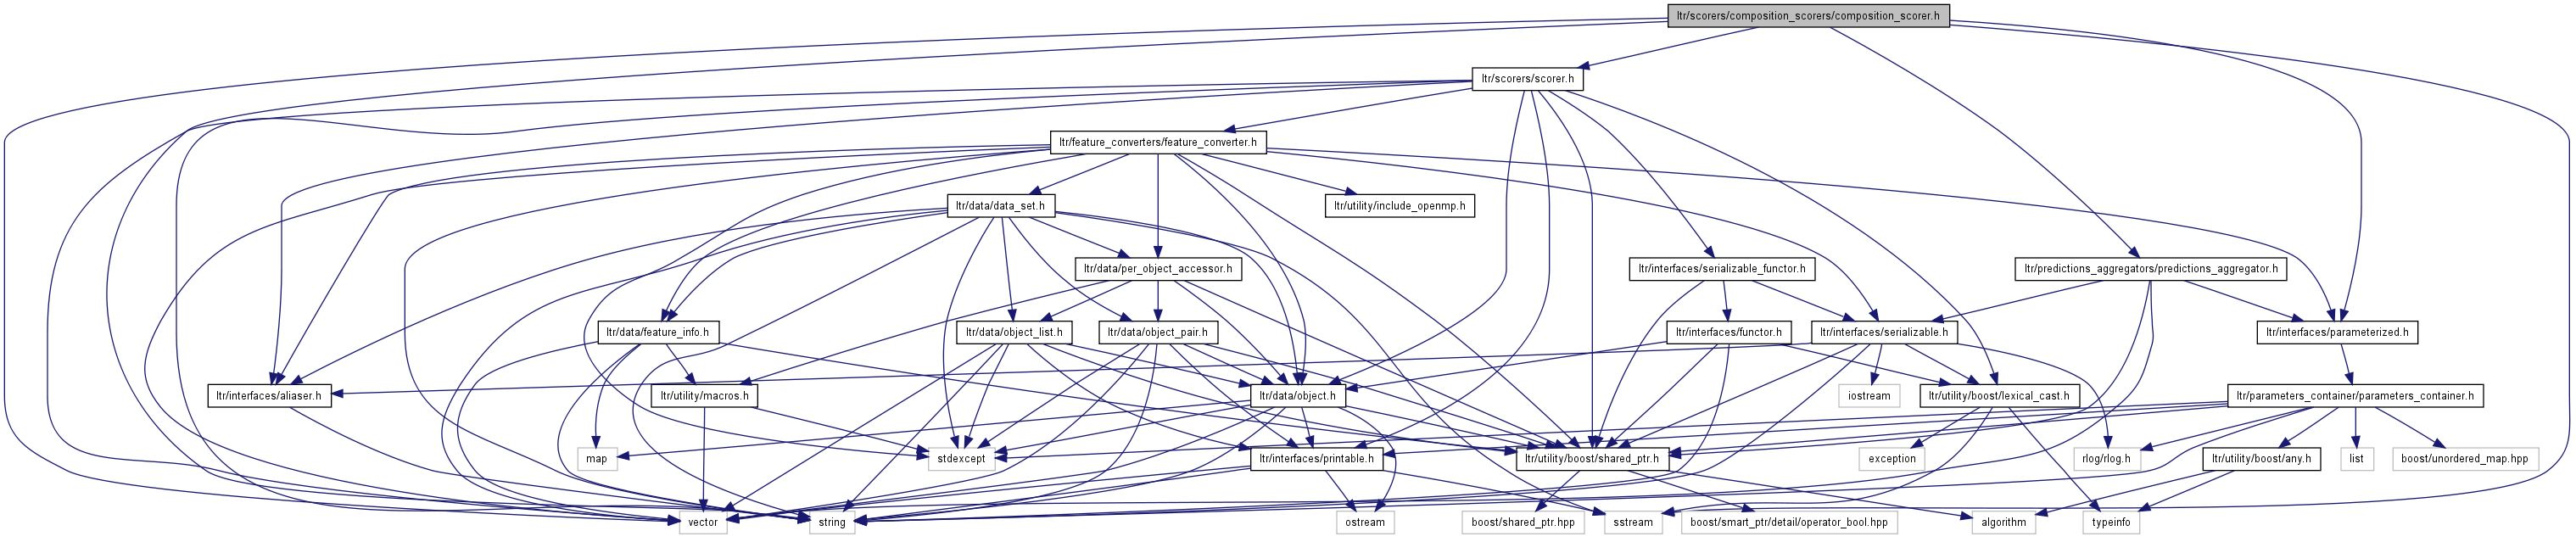 ltr/scorers/composition_scorers/composition_scorer.h
ltr/scorers/scorer.h
ltr/feature_converters/feature_converter.h
ltr/data/data_set.h
ltr/utility/include_openmp.h
ltr/data/per_object_accessor.h
ltr/interfaces/serializable_functor.h
ltr/predictions_aggregators/predictions_aggregator.h
ltr/data/feature_info.h
ltr/data/object_list.h
ltr/data/object_pair.h
ltr/interfaces/functor.h
ltr/interfaces/serializable.h
ltr/interfaces/parameterized.h
ltr/interfaces/aliaser.h
ltr/utility/macros.h
ltr/data/object.h
iostream
ltr/utility/boost/lexical_cast.h
ltr/parameters_container/parameters_container.h
map
stdexcept
ltr/interfaces/printable.h
ltr/utility/boost/shared_ptr.h
exception
rlog/rlog.h
ltr/utility/boost/any.h
list
boost/unordered_map.hpp
vector
string
ostream
boost/shared_ptr.hpp
sstream
boost/smart_ptr/detail/operator_bool.hpp
algorithm
typeinfo